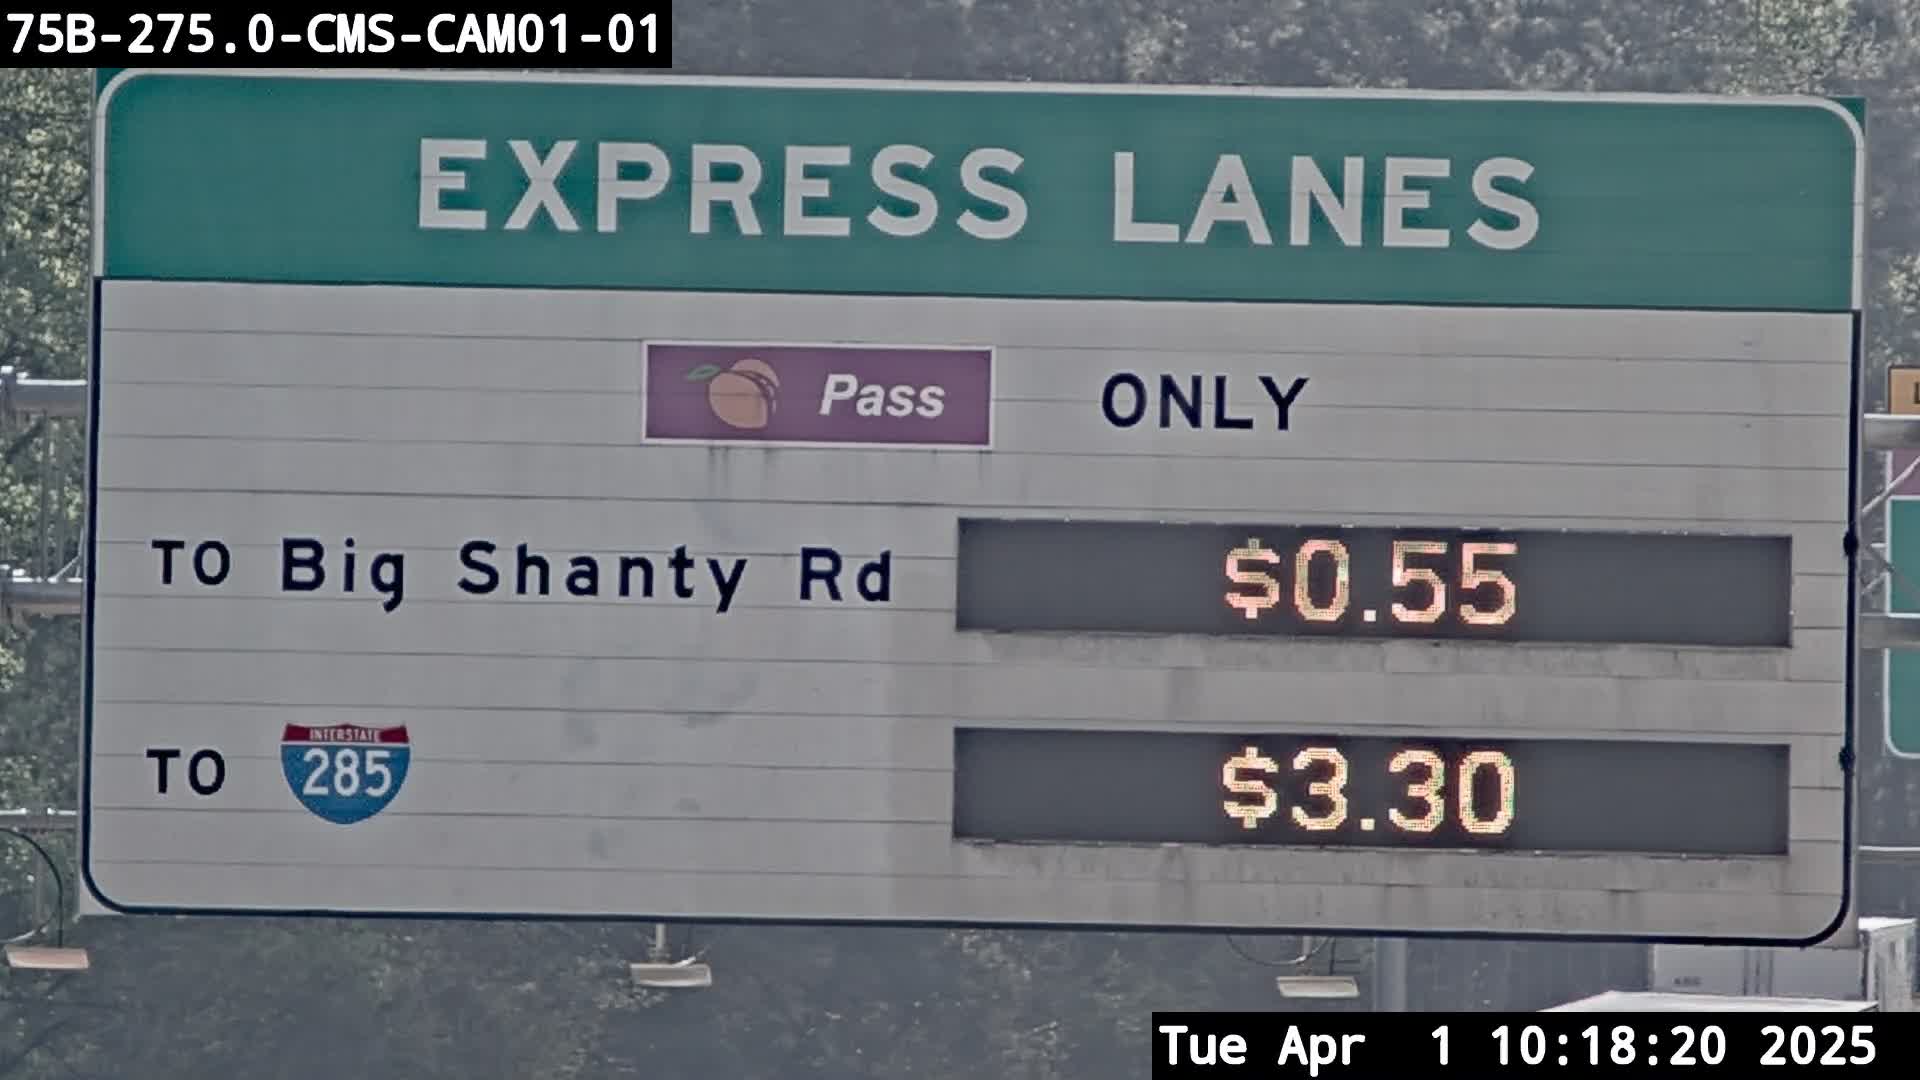 75B-275.0-CMS-CAM01-01
EXPRESS LANES
Pass ONLY
TO Big Shanty Rd $0.55
TO INTERSTATE 285 $3.30
Tue Apr 1 10:18:20 2025